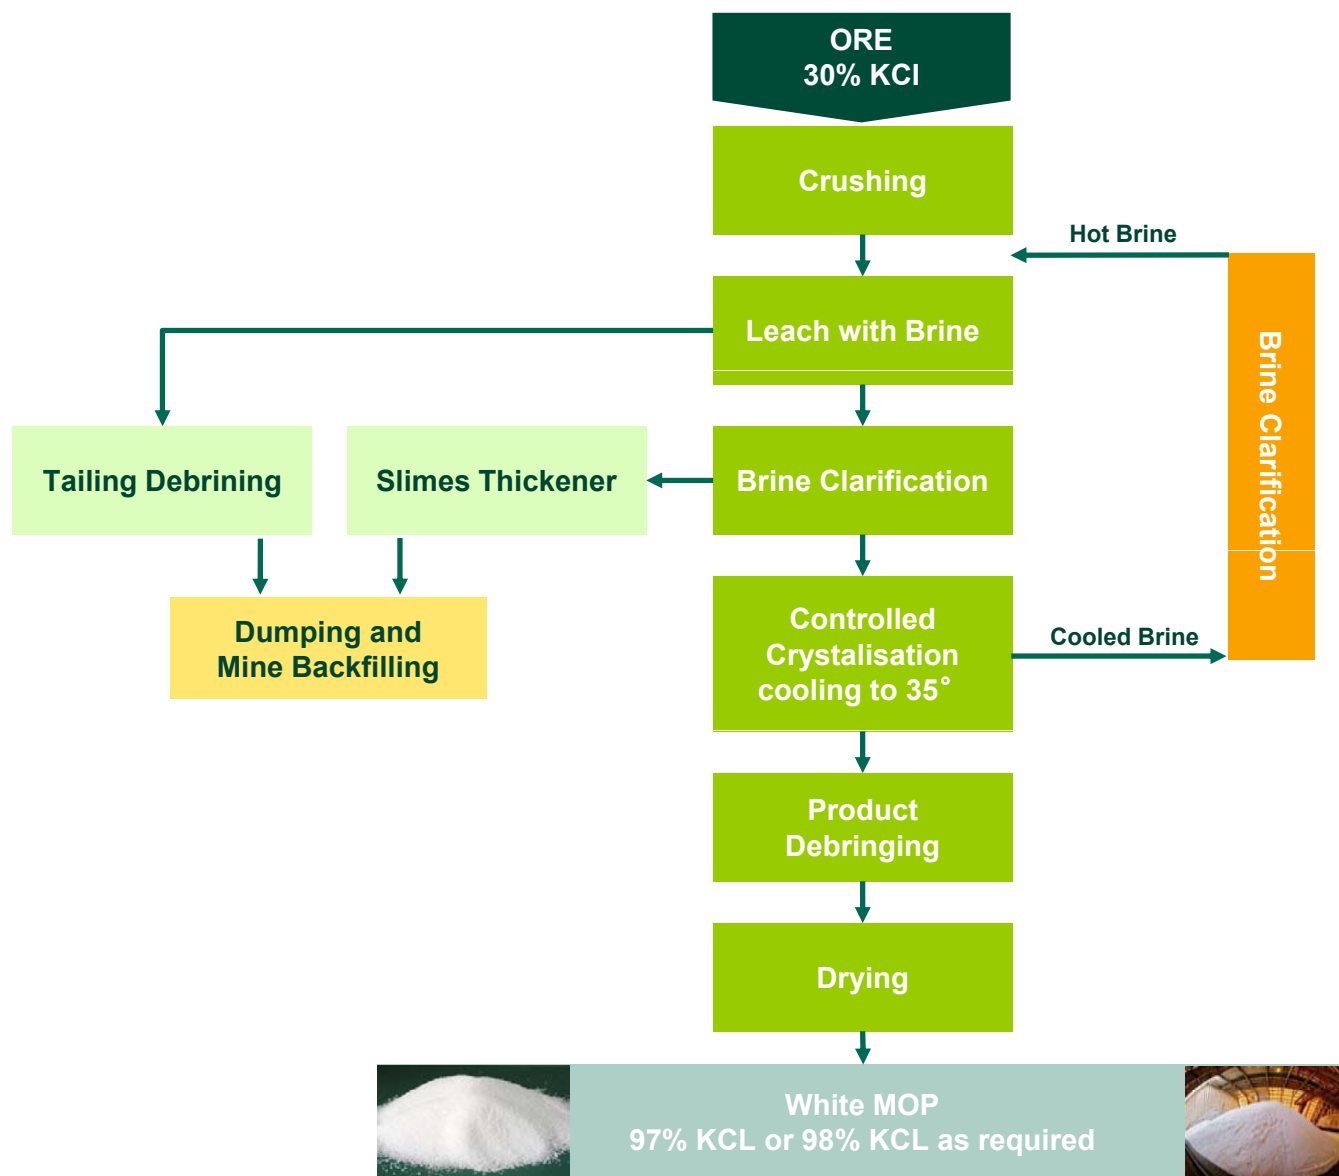 ORE
30% KCl
Crushing
Hot Brine
Leach with Brine
Brine Clarification
Tailing Debrining
Slimes Thickener
Brine Clarification
Dumping and
Mine Backfilling
Controlled
Crystalisation
cooling to 35°
Cooled Brine
Product
Debringing
Drying
White MOP
97% KCL or 98% KCL as required